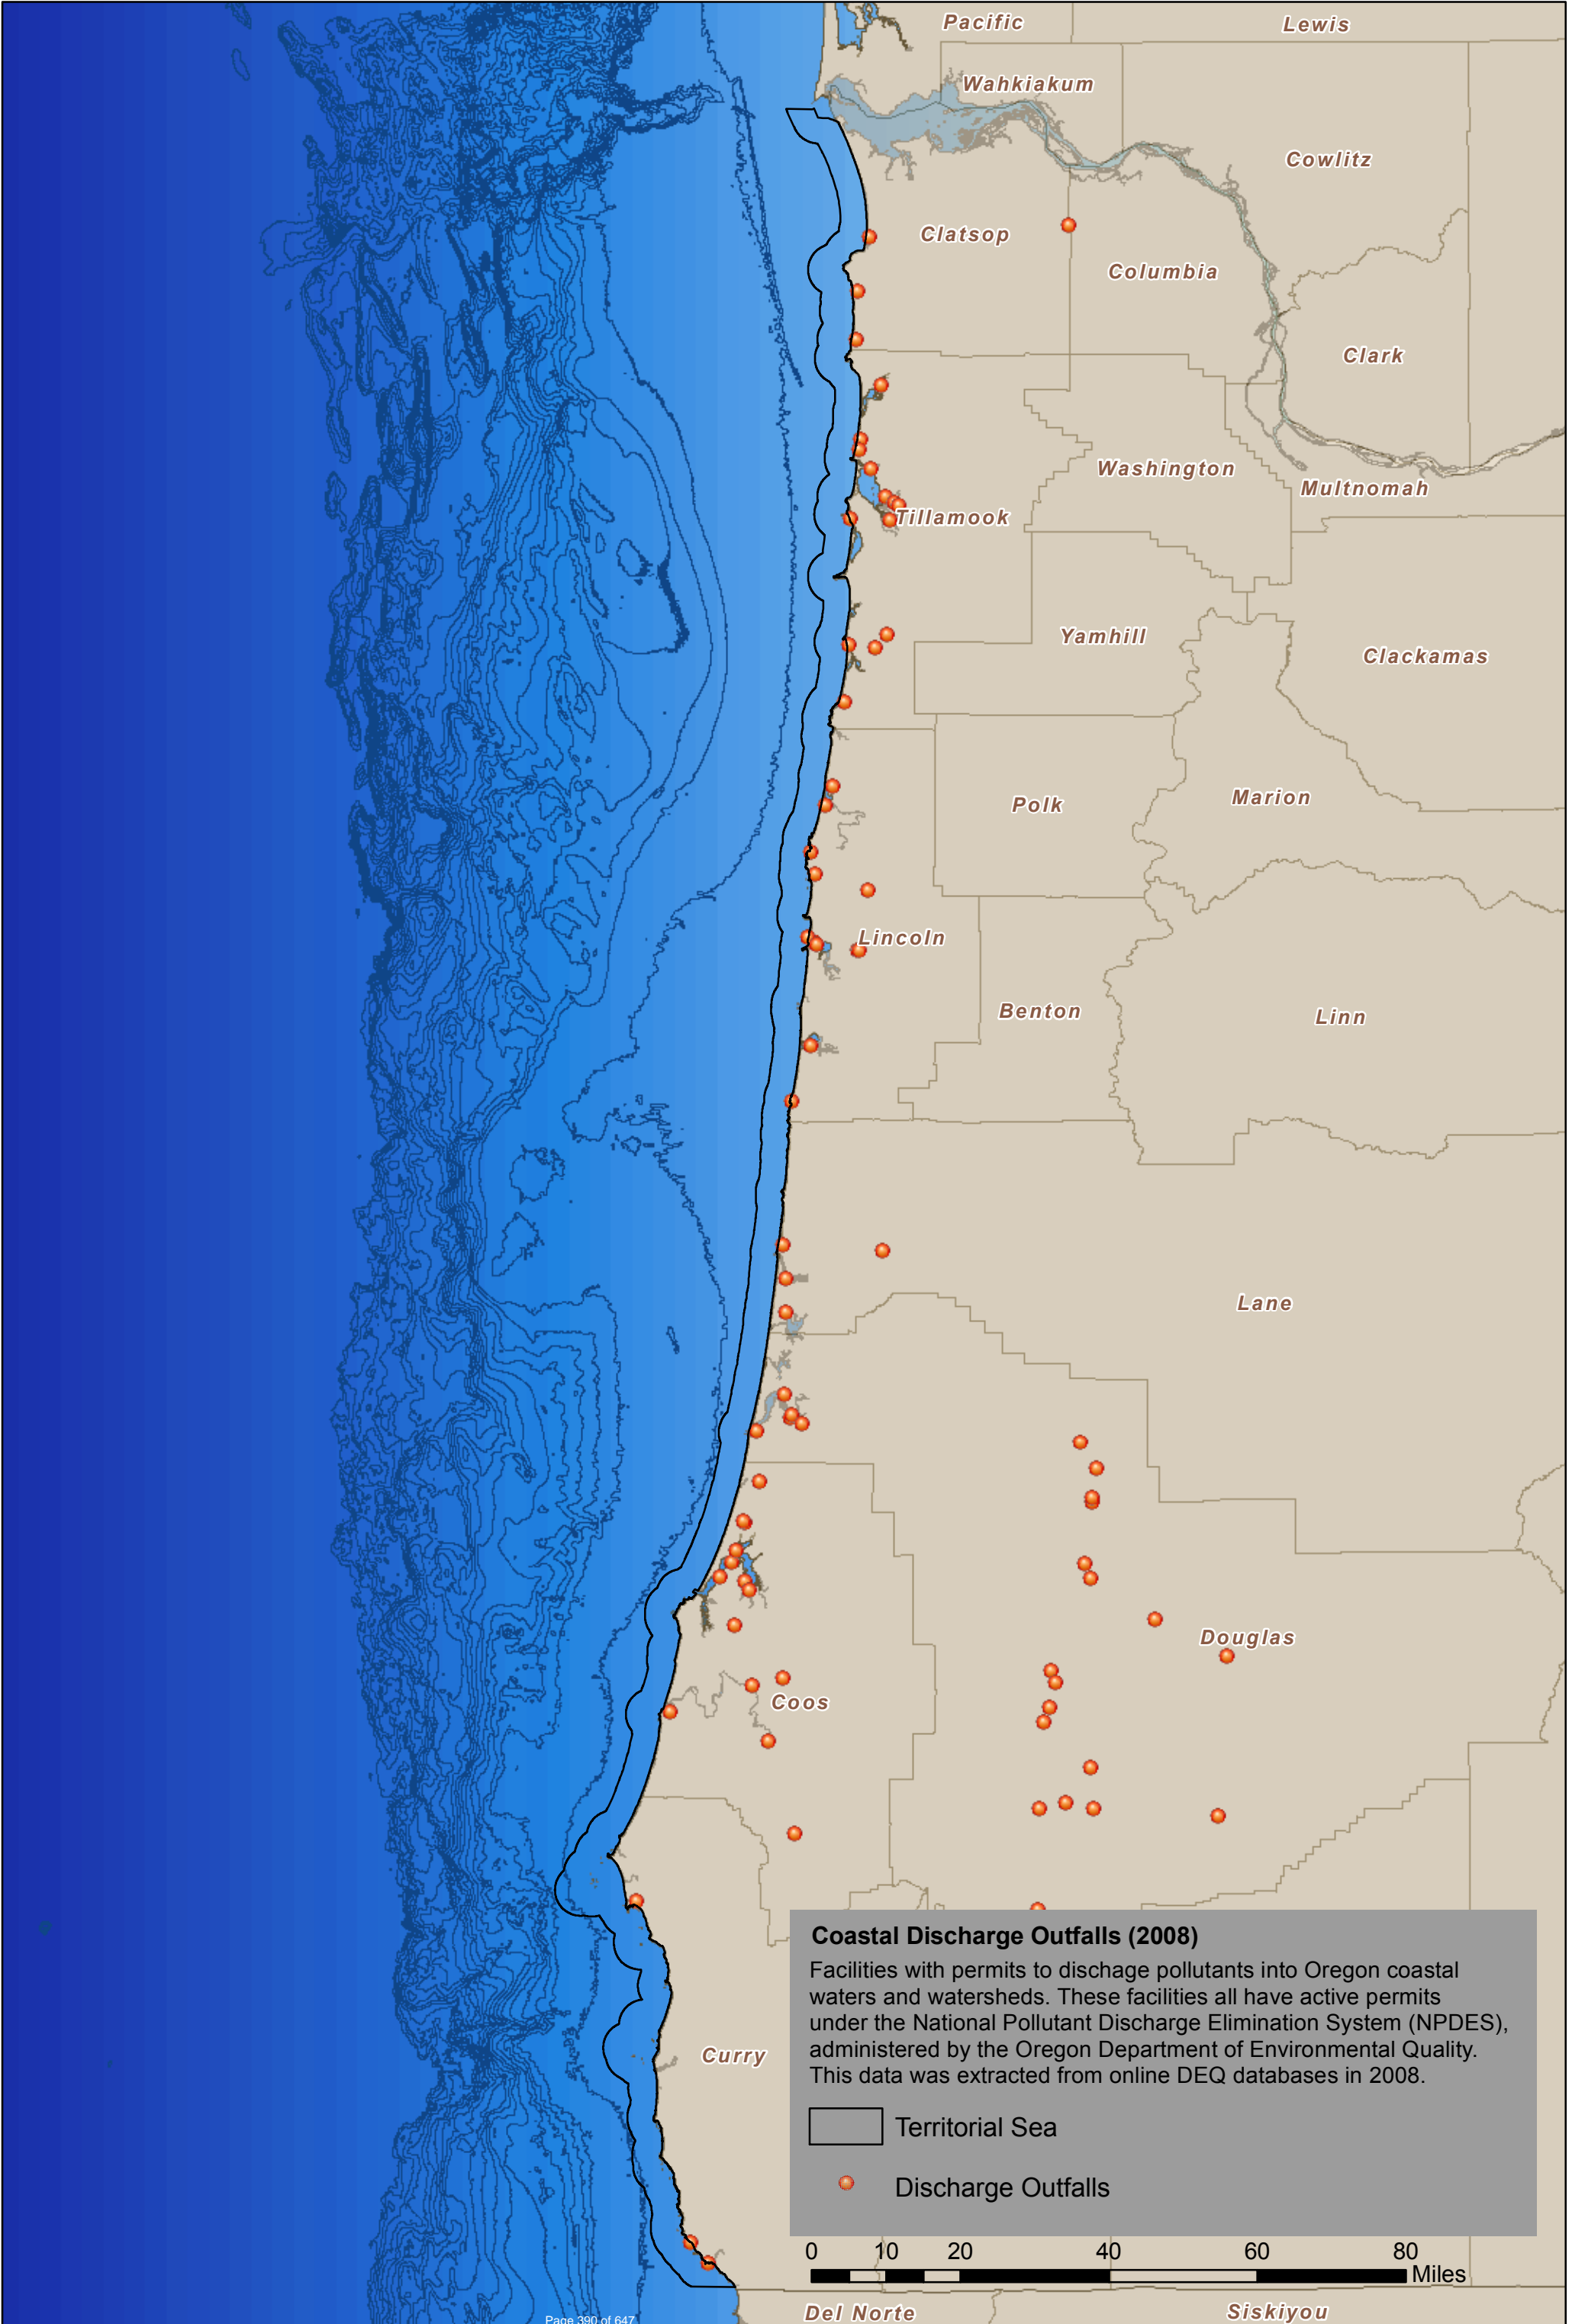 Pacific
Lewis
Wahkiakum
Cowlitz
Clatsop
Columbia
Clark
Washington
Multnomah
Tillamook
Yamhill
Clackamas
Polk
Marion
Lincoln
Benton
Linn
Lane
Douglas
Coos
Curry
Coastal Discharge Outfalls (2008)
Facilities with permits to dischage pollutants into Oregon coastal
waters and watersheds. These facilities all have active permits
under the National Pollutant Discharge Elimination System (NPDES),
administered by the Oregon Department of Environmental Quality.
This data was extracted from online DEQ databases in 2008.
Territorial Sea
Discharge Outfalls
0 10 20 40 60 80
Miles
Del Norte
Siskiyou
Page 390 of 647